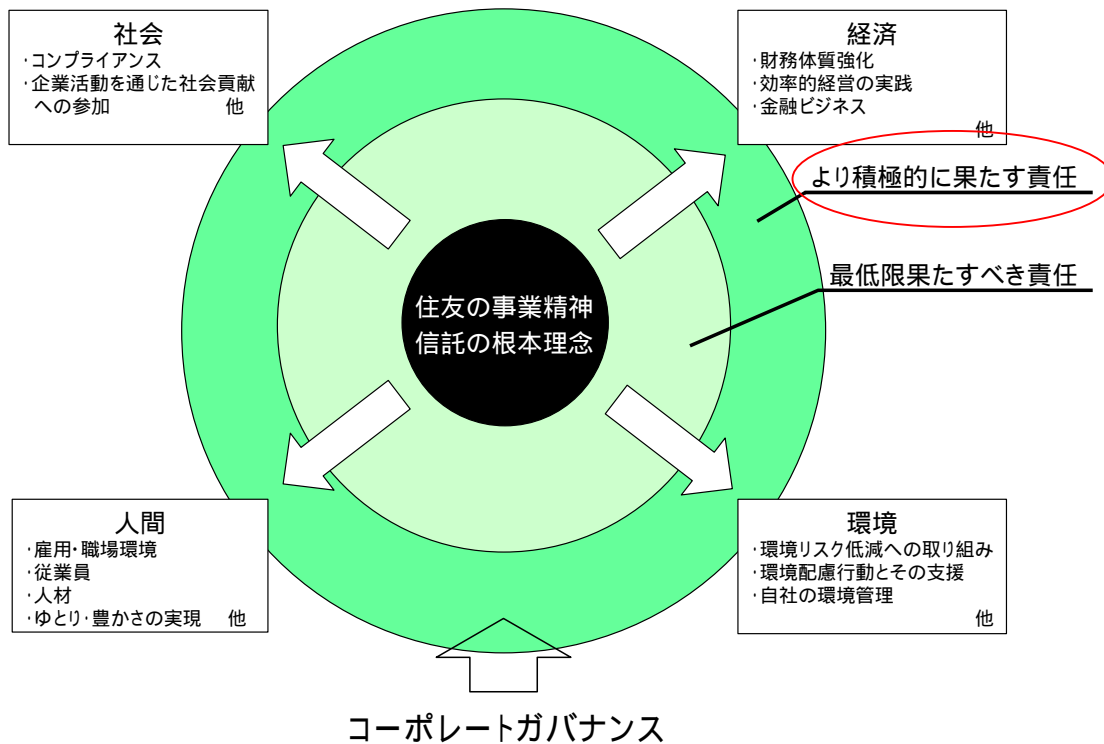 社会
・コンプライアンス
・企業活動を通じた社会貢献
への参加 他
経済
・財務体質強化
・効率的経営の実践
・金融ビジネス
他
より積極的に果たす責任
最低限果たすべき責任
住友の事業精神
信託の根本理念
人間
・雇用・職場環境
・従業員
・人材
・ゆとり・豊かさの実現 他
環境
・環境リスク低減への取り組み
・環境配慮行動とその支援
・自社の環境管理
他
コーポレートガバナンス